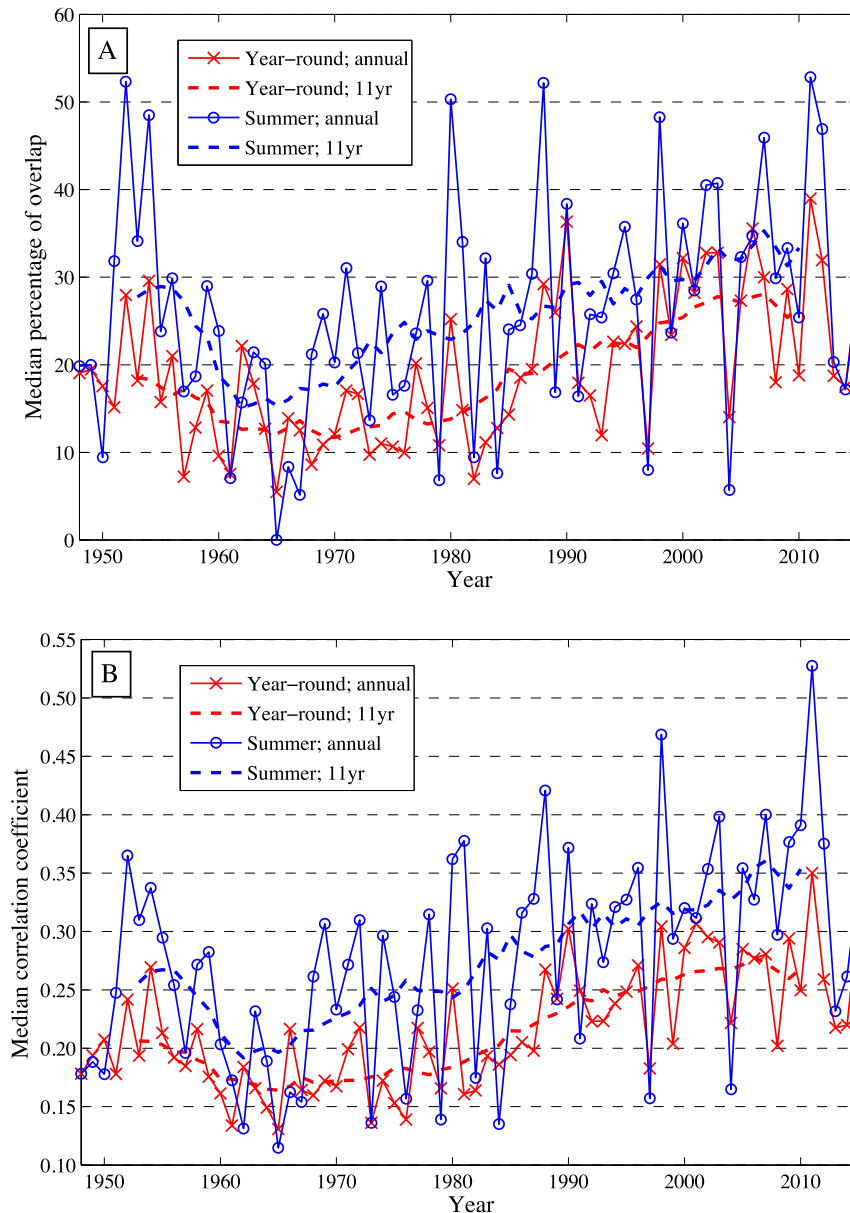 A
Year−round; annual
Year−round; 11yr
Summer; annual
Summer; 11yr
60
50
40
30
20
10
0
Median percentage of overlap
1950 1960 1970 1980 1990 2000 2010
Year
B
Year−round; annual
Year−round; 11yr
Summer; annual
Summer; 11yr
0.55
0.50
0.45
0.40
0.35
0.30
0.25
0.20
0.15
0.10
Median correlation coefficient
1950 1960 1970 1980 1990 2000 2010
Year